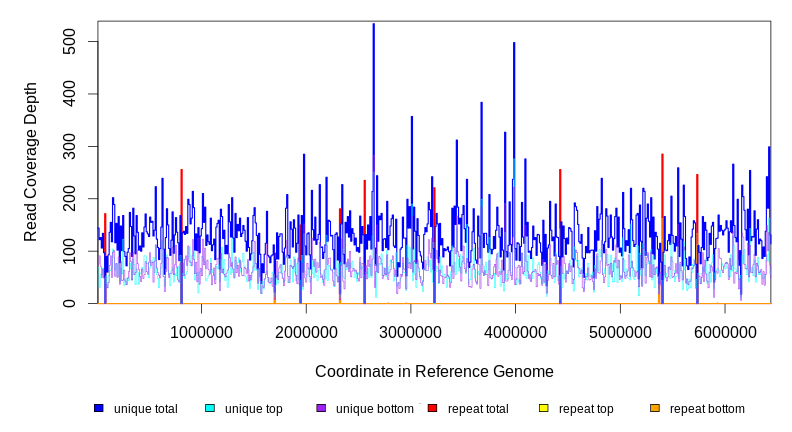 Read Coverage Depth
500
400
300
200
100
0
1000000 2000000 3000000 4000000 5000000 6000000
Coordinate in Reference Genome
unique total unique top unique bottom repeat total repeat top repeat bottom